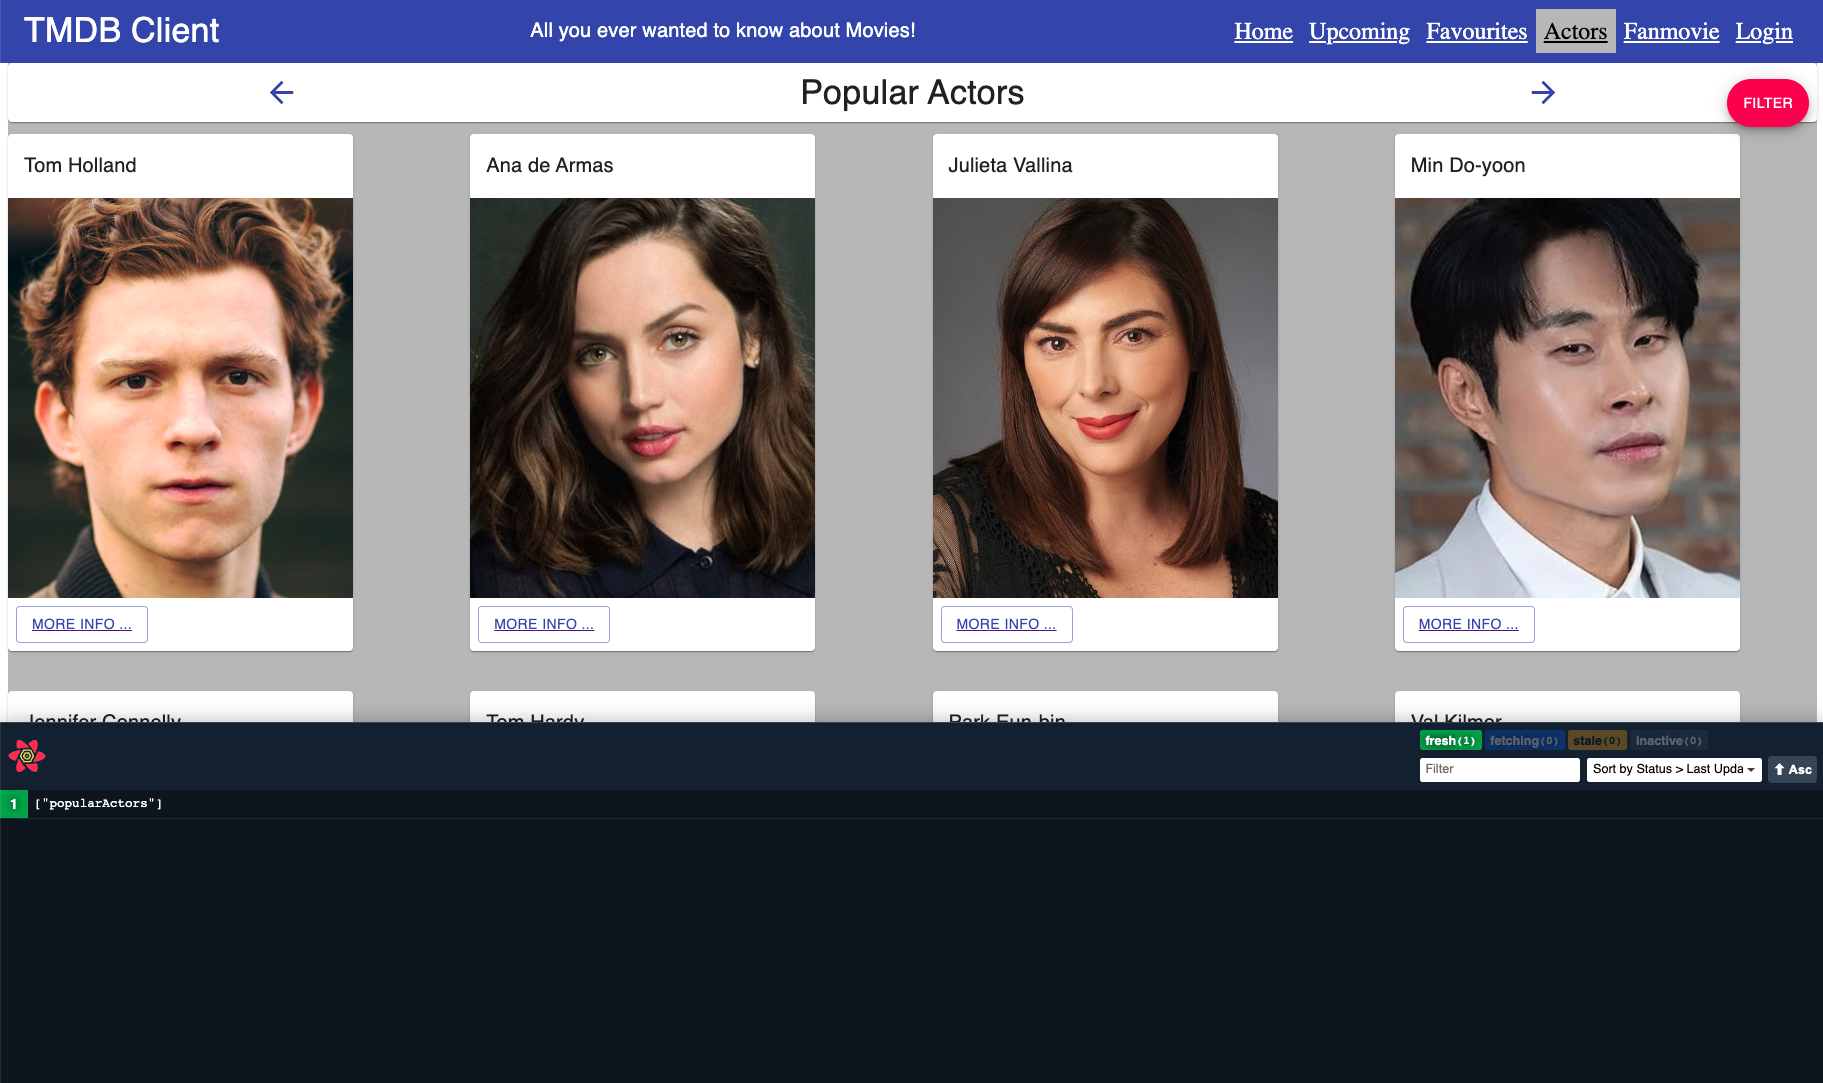 TMDB Client
All you ever wanted to know about Movies!
Home Upcoming Favourites Actors Fanmovie Login
Popular Actors
FILTER
Tom Holland
Ana de Armas
Julieta Vallina
Min Do-yoon
MORE INFO ...
MORE INFO ...
MORE INFO ...
MORE INFO ...
Jennifer Connelly
Tom Hardy
Park Eun-bin
Val Kilmer
fresh (1) fetching (0) stale (0) inactive (0)
Filter
Sort by Status > Last Upda
Asc
1 ["popularActors"]